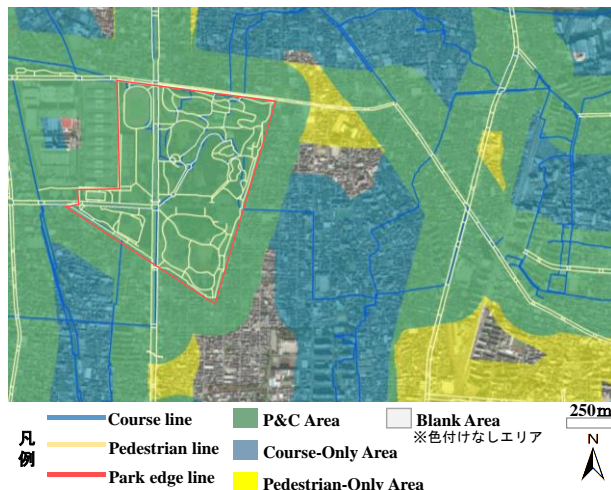 凡例
Course line
Pedestrian line
Park edge line
P&C Area
Course-Only Area
Pedestrian-Only Area
Blank Area
※色付けなしエリア
250m
N